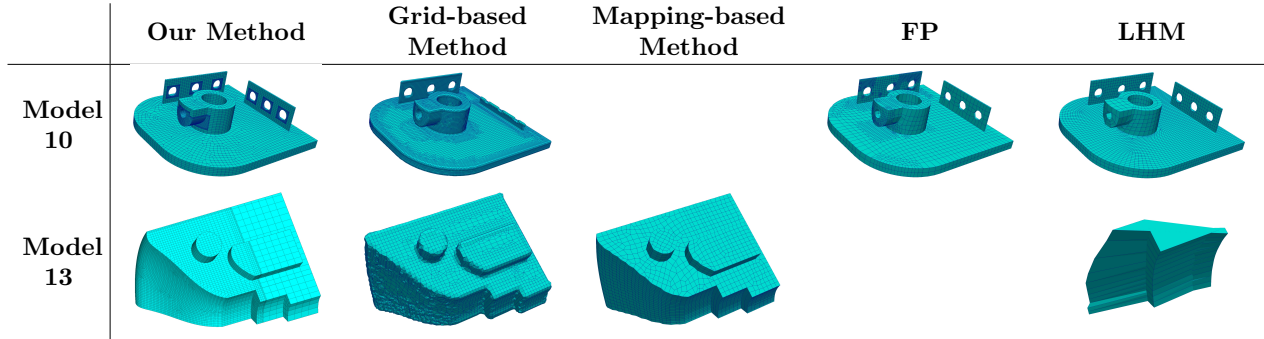 Our Method
Grid-based
Method
Mapping-based
Method
FP
LHM
Model
10
Model
13